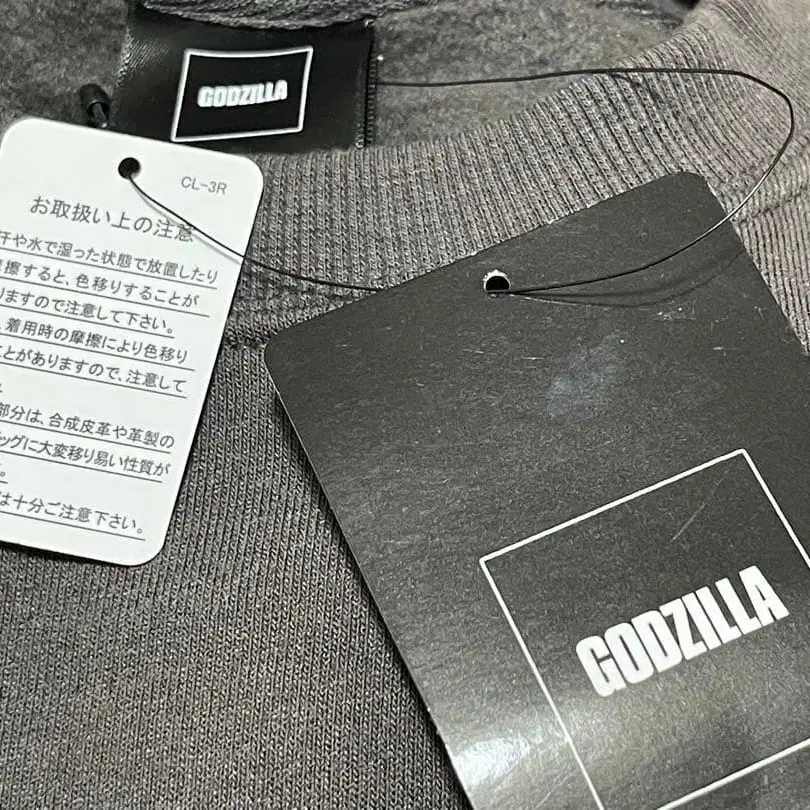 GODZILLA
CL-3R
お取扱い上の注意
汗や水で湿った状態で放置したり
摩擦すると、色移りすることが
りますので注意して下さい。
、着用時の摩擦により色移り
ことがありますので、注意して
部分は、合成皮革や革製の
ッグに大変移り易い性質が
。
は十分ご注意下さい。
GODZILLA